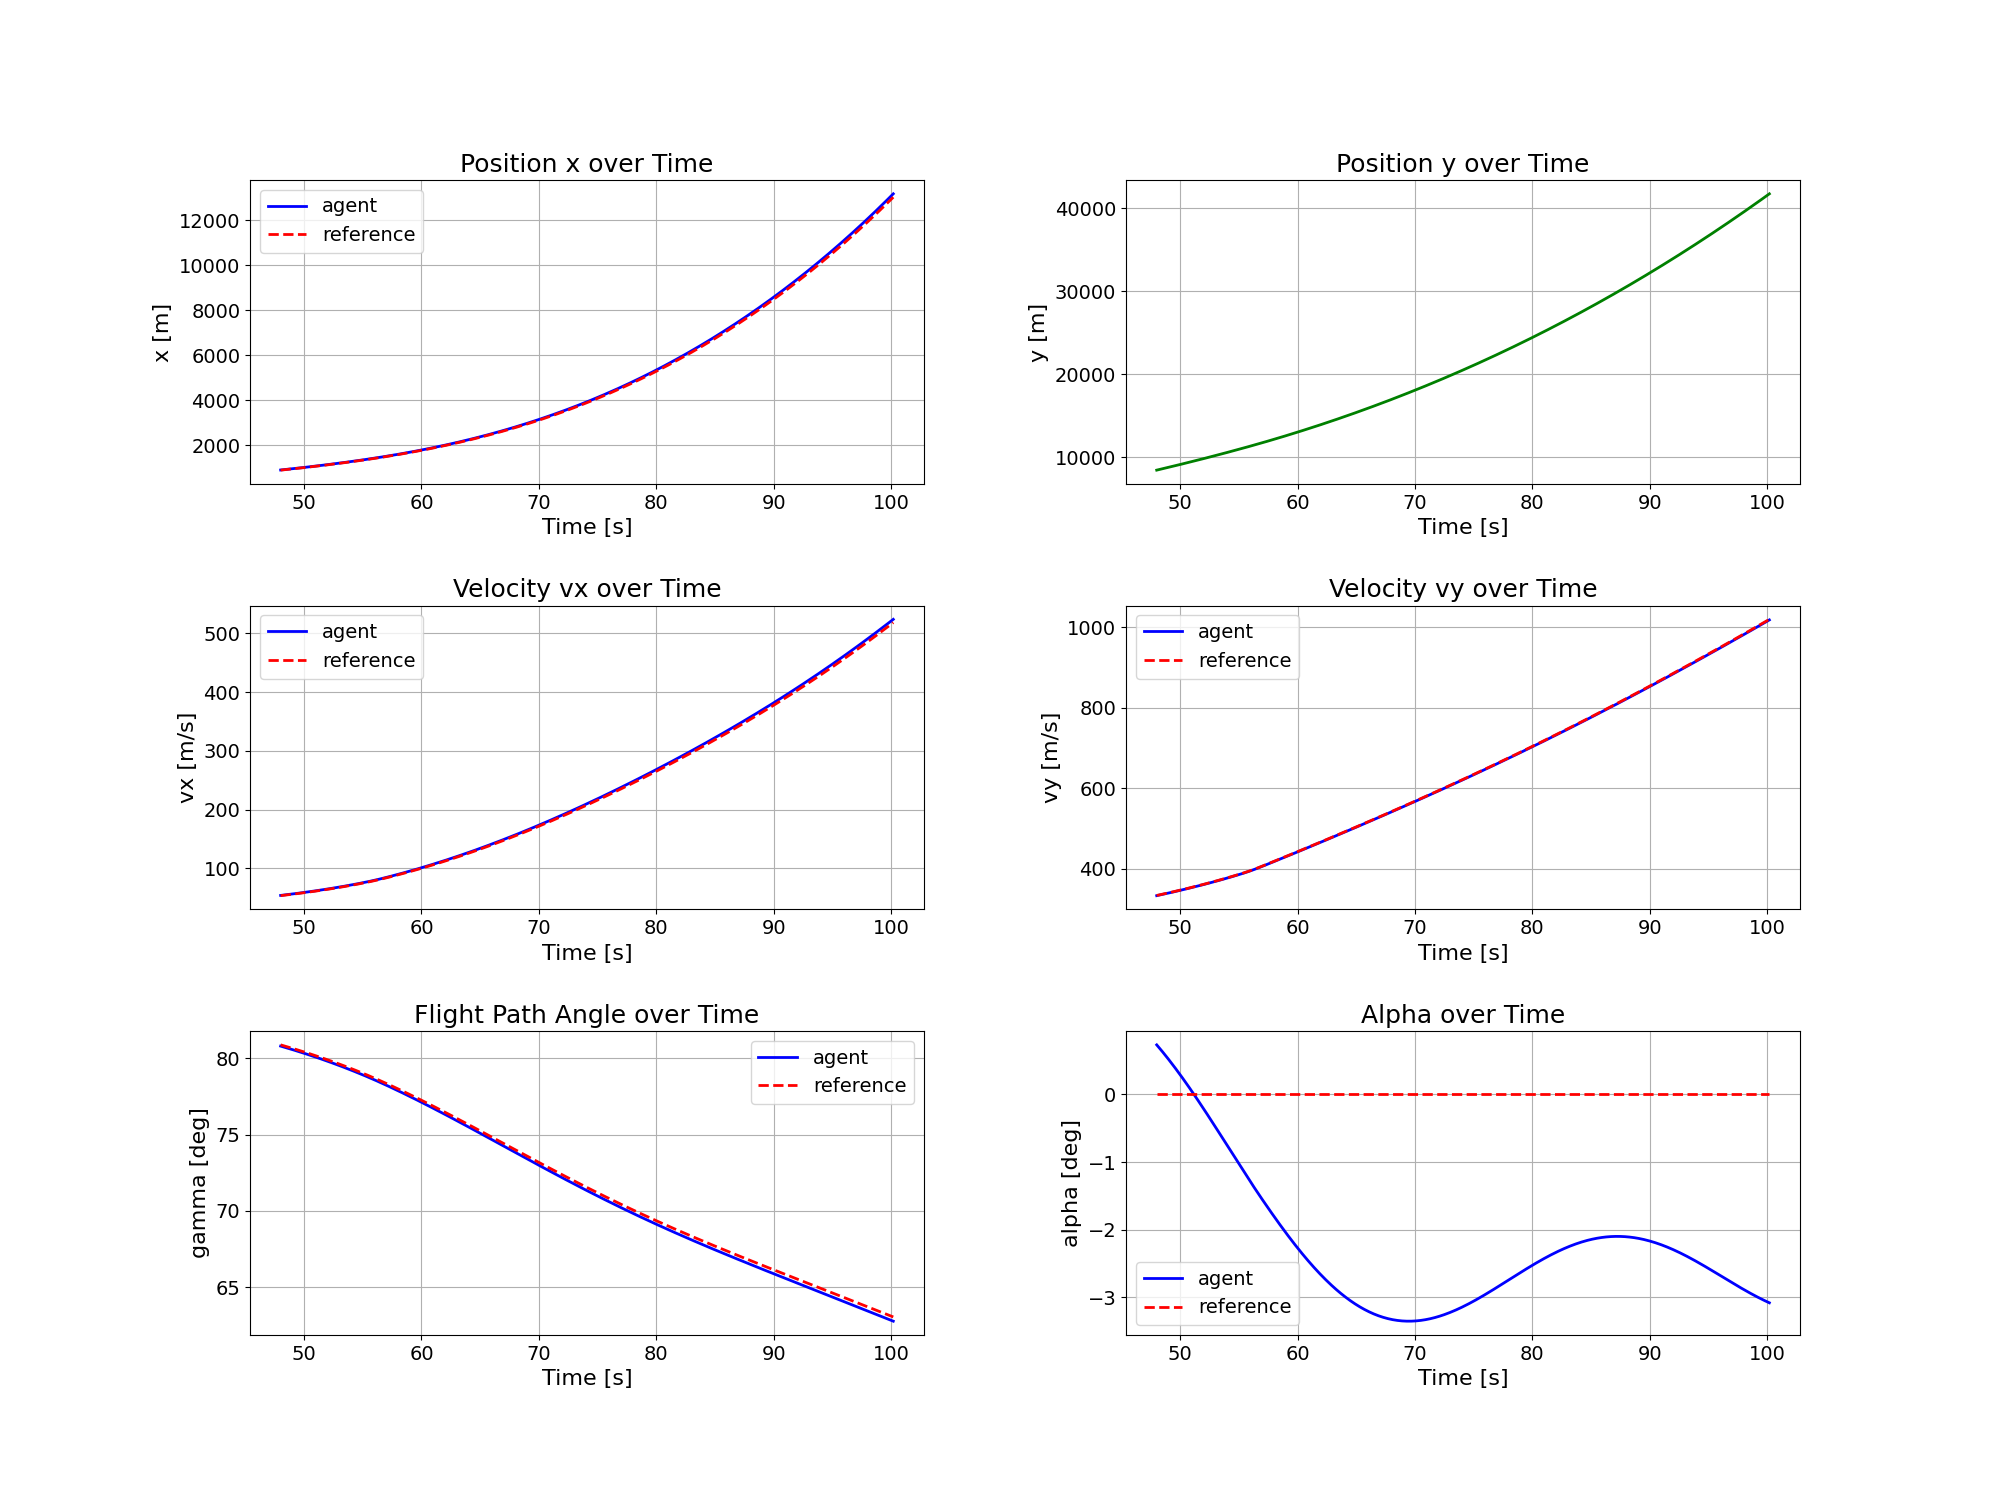 Position x over Time
agent
reference
12000
10000
8000
6000
4000
2000
x [m]
50 60 70 80 90 100
Time [s]
Position y over Time
40000
30000
20000
10000
y [m]
50 60 70 80 90 100
Time [s]
Velocity vx over Time
agent
reference
500
400
300
200
100
vx [m/s]
50 60 70 80 90 100
Time [s]
Velocity vy over Time
agent
reference
1000
800
600
400
vy [m/s]
50 60 70 80 90 100
Time [s]
Flight Path Angle over Time
agent
reference
80
75
70
65
gamma [deg]
50 60 70 80 90 100
Time [s]
Alpha over Time
0
−1
−2
−3
alpha [deg]
agent
reference
50 60 70 80 90 100
Time [s]